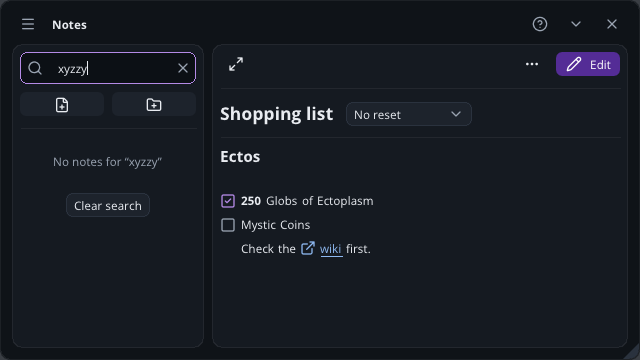 Notes
xyzzy
No notes for “xyzzy”
Clear search
Edit
Shopping list
No reset
Ectos
250 Globs of Ectoplasm
Mystic Coins
Check the wiki first.